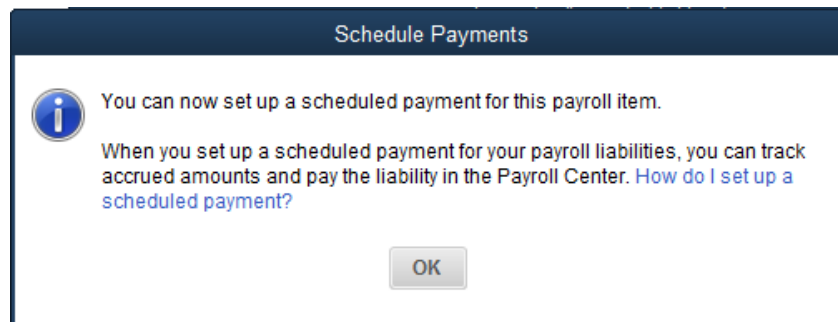 Schedule Payments
You can now set up a scheduled payment for this payroll item.
When you set up a scheduled payment for your payroll liabilities, you can track
accrued amounts and pay the liability in the Payroll Center. How do I set up a
scheduled payment?
OK